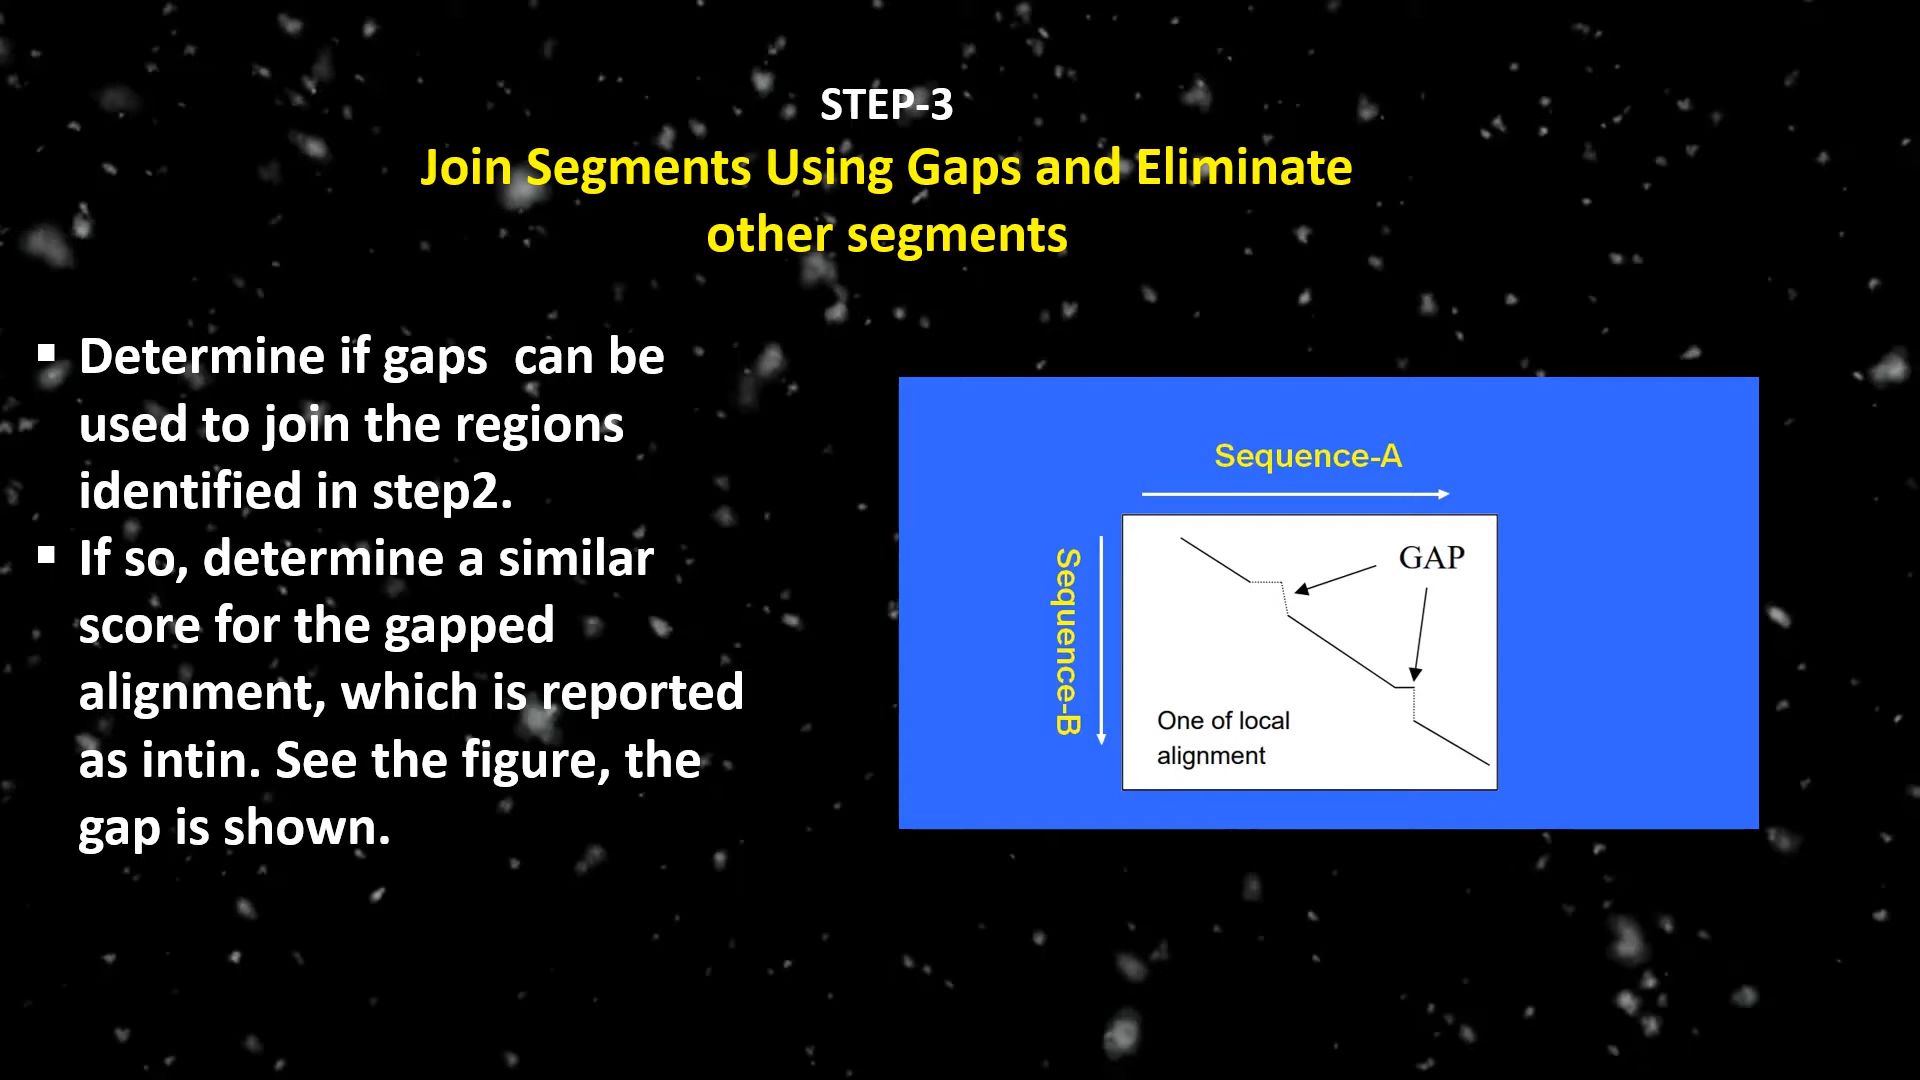 STEP-3
Join Segments Using Gaps and Eliminate
other segments
▪ Determine if gaps  can be
used to join the regions
identified in step2.
▪ If so, determine a similar
score for the gapped
alignment, which is reported
as intin. See the figure, the
gap is shown.
Sequence-A
Sequence-B
GAP
One of local
alignment